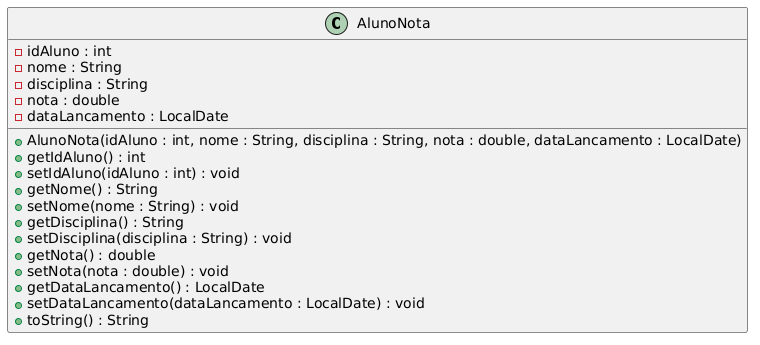 C AlunoNota
idAluno : int
nome : String
disciplina : String
nota : double
dataLancamento : LocalDate
AlunoNota(idAluno : int, nome : String, disciplina : String, nota : double, dataLancamento : LocalDate)
getIdAluno() : int
setIdAluno(idAluno : int) : void
getNome() : String
setNome(nome : String) : void
getDisciplina() : String
setDisciplina(disciplina : String) : void
getNota() : double
setNota(nota : double) : void
getDataLancamento() : LocalDate
setDataLancamento(dataLancamento : LocalDate) : void
toString() : String